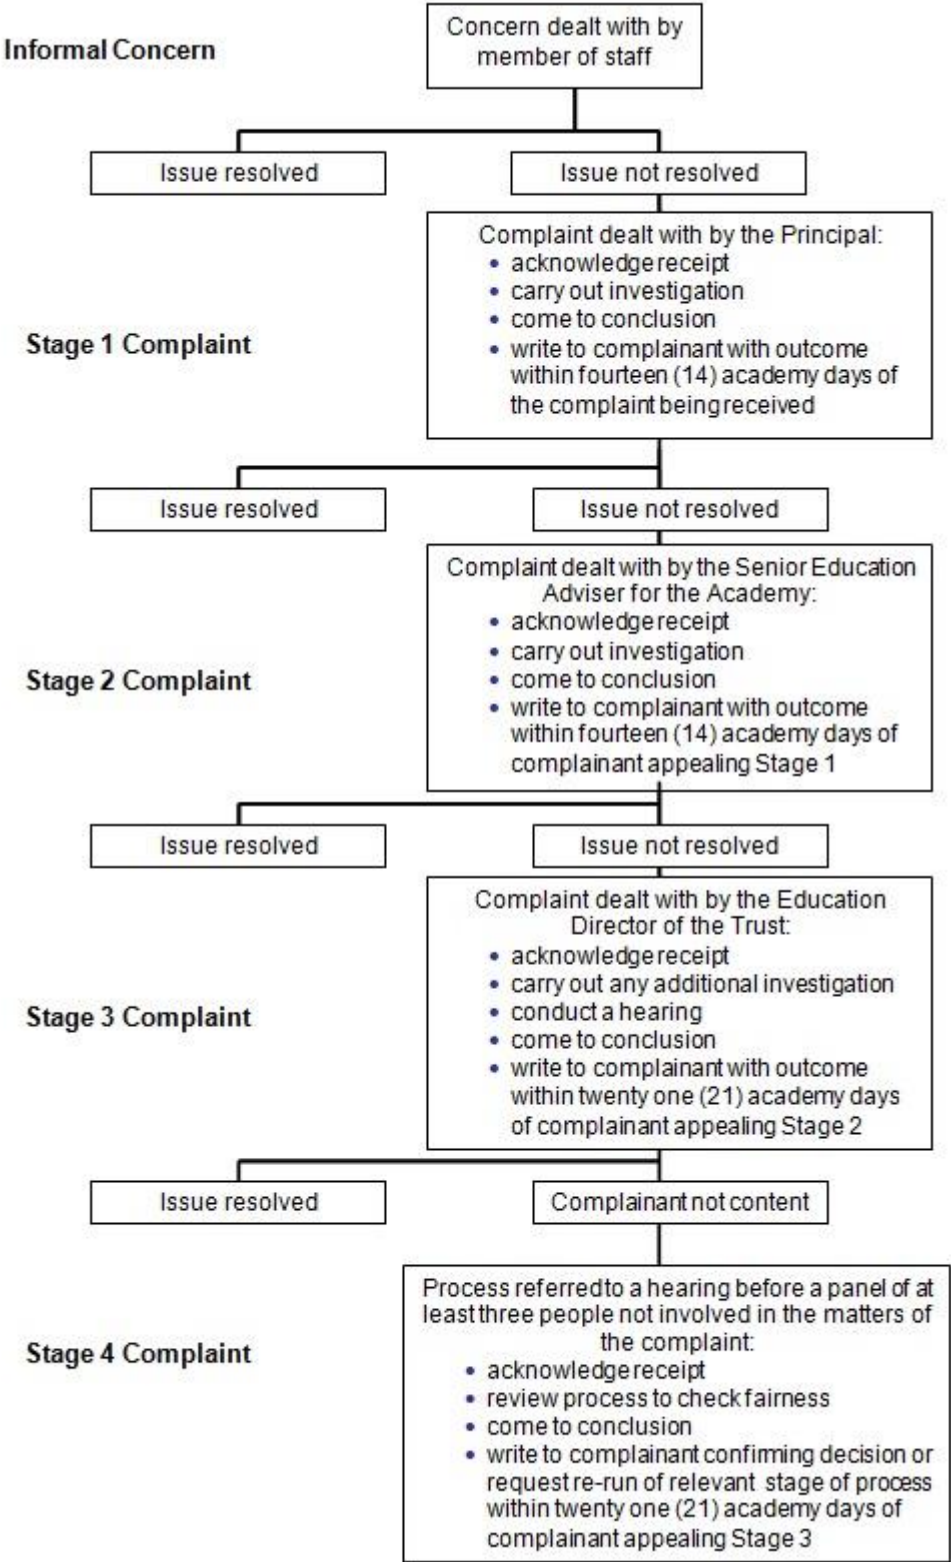 Informal Concern
Concern dealt with by
member of staff
Issue resolved
Issue not resolved
Stage 1 Complaint
Complaint dealt with by the Principal:
• acknowledge receipt
• carry out investigation
• come to conclusion
• write to complainant with outcome
within fourteen (14) academy days of
the complaint being received
Issue resolved
Issue not resolved
Stage 2 Complaint
Complaint dealt with by the Senior Education
Adviser for the Academy:
• acknowledge receipt
• carry out investigation
• come to conclusion
• write to complainant with outcome
within fourteen (14) academy days of
complainant appealing Stage 1
Issue resolved
Issue not resolved
Stage 3 Complaint
Complaint dealt with by the Education
Director of the Trust:
• acknowledge receipt
• carry out any additional investigation
• conduct a hearing
• come to conclusion
• write to complainant with outcome
within twenty one (21) academy days
of complainant appealing Stage 2
Issue resolved
Complainant not content
Stage 4 Complaint
Process referred to a hearing before a panel of at
least three people not involved in the matters of
the complaint:
• acknowledge receipt
• review process to check fairness
• come to conclusion
• write to complainant confirming decision or
request re-run of relevant stage of process
within twenty one (21) academy days of
complainant appealing Stage 3